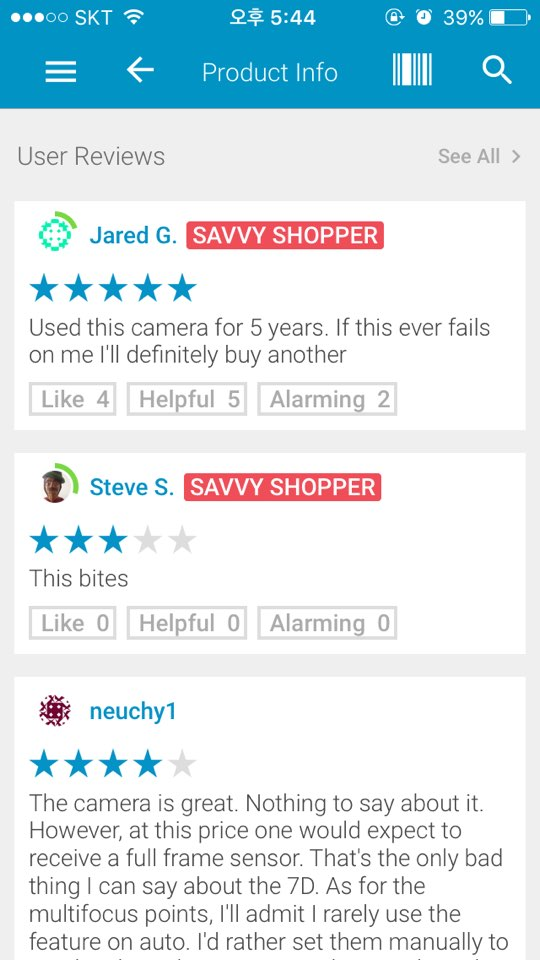 SKT 오후 5:44 39%
Product Info
User Reviews See All >
Jared G. SAVVY SHOPPER
Used this camera for 5 years. If this ever fails
on me I'll definitely buy another
Like 4 Helpful 5 Alarming 2
Steve S. SAVVY SHOPPER
This bites
Like 0 Helpful 0 Alarming 0
neuchy1
The camera is great. Nothing to say about it.
However, at this price one would expect to
receive a full frame sensor. That's the only bad
thing I can say about the 7D. As for the
multifocus points, I'll admit I rarely use the
feature on auto. I'd rather set them manually to